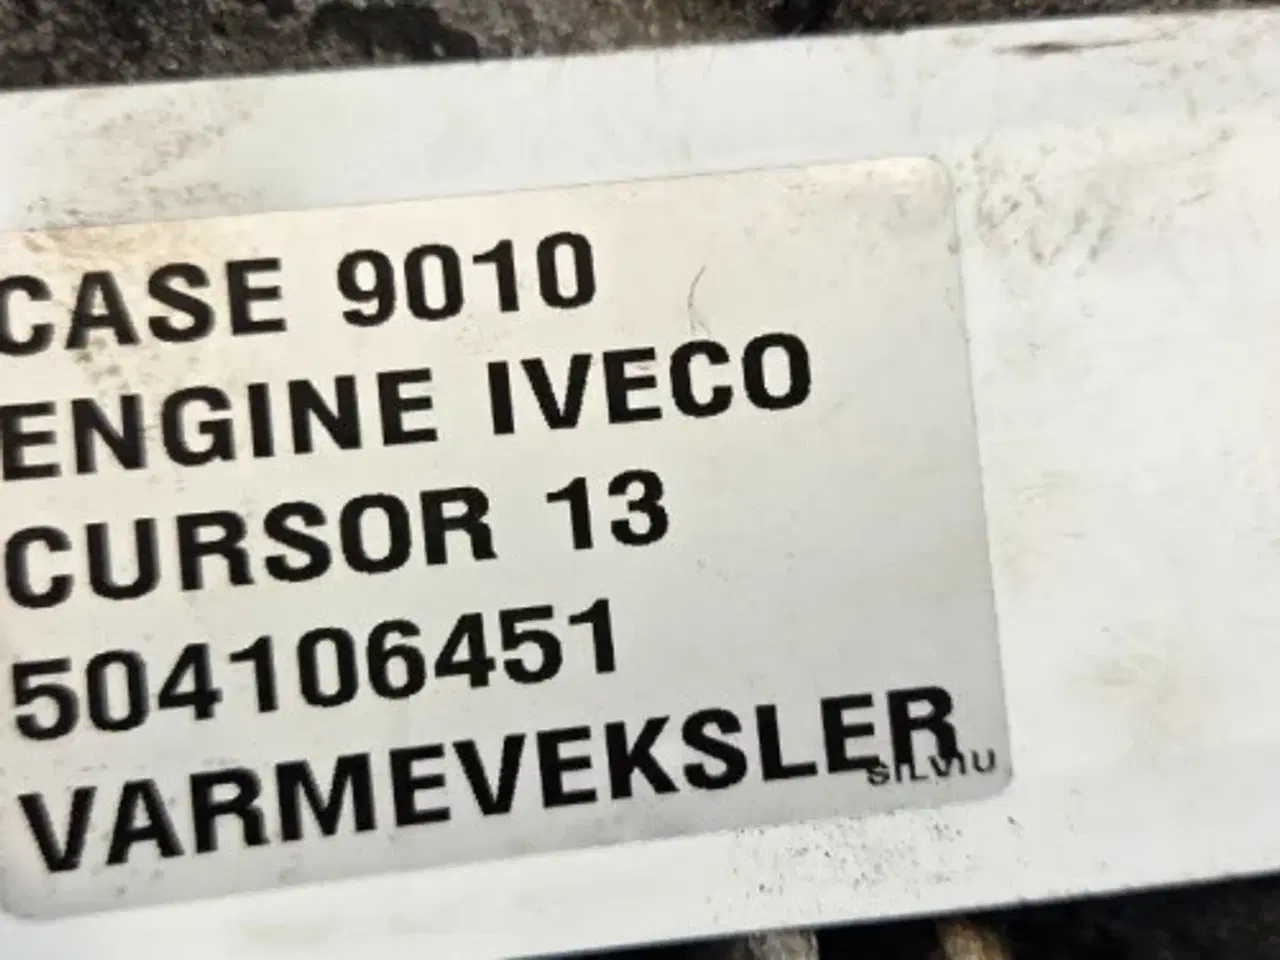 CASE 9010
ENGINE IVECO
CURSOR 13
504106451
VARMEVEKSLER
SILVIU